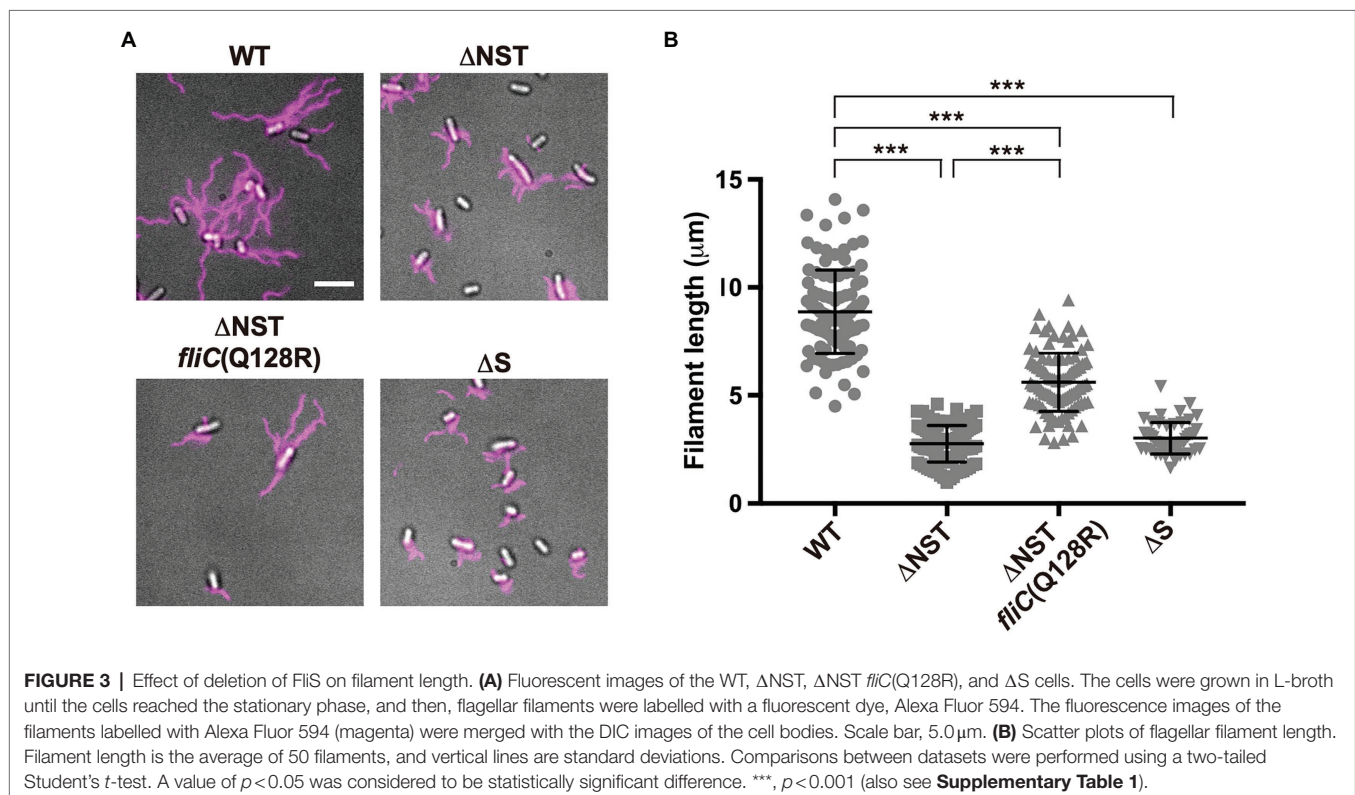 A
WT
ΔNST
ΔNST
fliC(Q128R)
ΔS
B
***
***
***
***
Filament length (μm)
15
10
5
0
WT
ΔNST
ΔNST
fliC(Q128R)
ΔS
FIGURE 3 | Effect of deletion of FliS on filament length. (A) Fluorescent images of the WT, ΔNST, ΔNST fliC(Q128R), and ΔS cells. The cells were grown in L-broth
until the cells reached the stationary phase, and then, flagellar filaments were labelled with a fluorescent dye, Alexa Fluor 594. The fluorescence images of the
filaments labelled with Alexa Fluor 594 (magenta) were merged with the DIC images of the cell bodies. Scale bar, 5.0 μm. (B) Scatter plots of flagellar filament length.
Filament length is the average of 50 filaments, and vertical lines are standard deviations. Comparisons between datasets were performed using a two-tailed
Student's t-test. A value of p < 0.05 was considered to be statistically significant difference. ***, p < 0.001 (also see Supplementary Table 1).